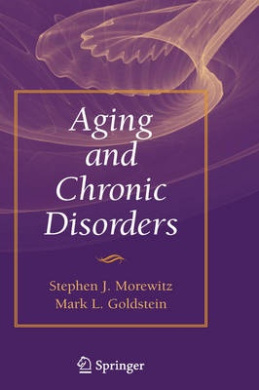 Aging
and
Chronic
Disorders
Stephen J. Morewitz
Mark L. Goldstein
Springer